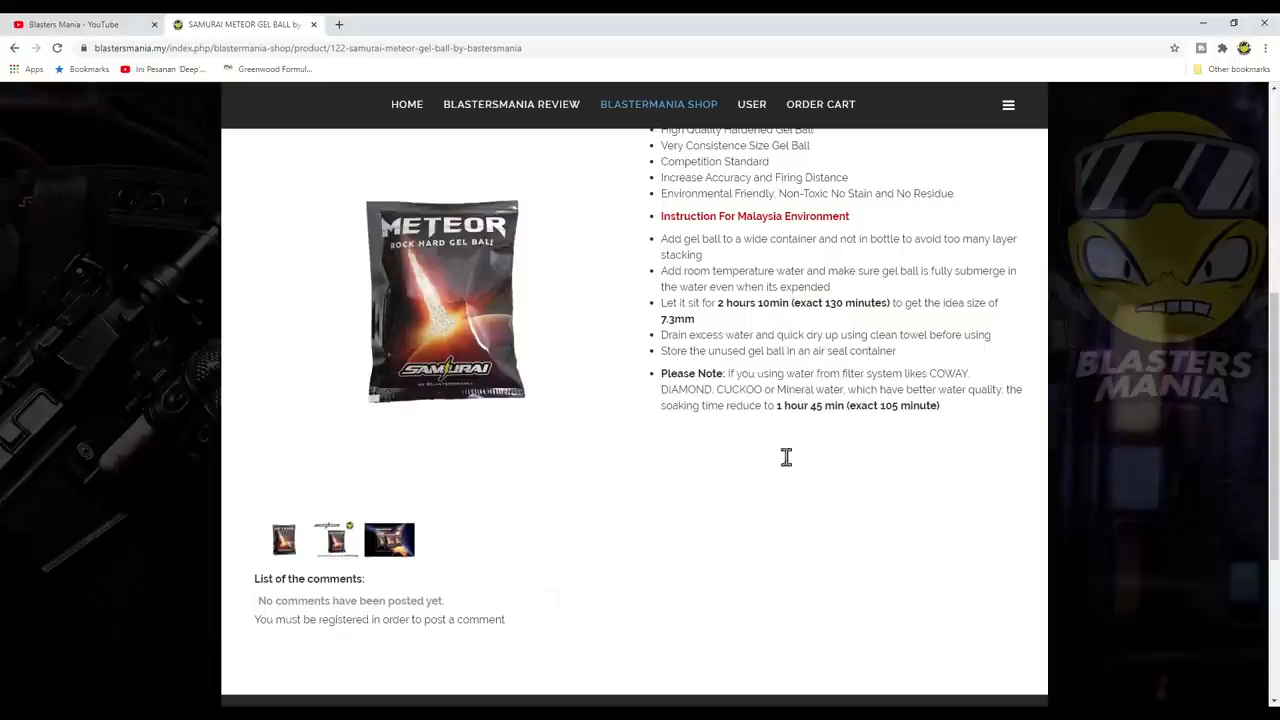 Blasters Mania - YouTube
SAMURAI METEOR GEL BALL by
blastersmania.my/index.php/blastermania-shop/product/122-samurai-meteor-gel-ball-by-bastersmania
Apps
Bookmarks
Ini Pesanan 'Deep'...
Greenwood Formul...
Other bookmarks
HOME
BLASTERSMANIA REVIEW
BLASTERMANIA SHOP
USER
ORDER CART
High Quality Hardened Gel Ball
Very Consistence Size Gel Ball
Competition Standard
Increase Accuracy and Firing Distance
Environmental Friendly, Non-Toxic No Stain and No Residue
Instruction For Malaysia Environment
Add gel ball to a wide container and not in bottle to avoid too many layer
stacking
Add room temperature water and make sure gel ball is fully submerge in
the water even when its expended
Let it sit for 2 hours 10min (exact 130 minutes) to get the idea size of
7.3mm
Drain excess water and quick dry up using clean towel before using
Store the unused gel ball in an air seal container
Please Note: If you using water from filter system likes COWAY,
DIAMOND, CUCKOO or Mineral water, which have better water quality, the
soaking time reduce to 1 hour 45 min (exact 105 minute)
METEOR
ROCK HARD GEL BALL
SAMURAI
BLASTERS
MANIA
List of the comments:
No comments have been posted yet.
You must be registered in order to post a comment